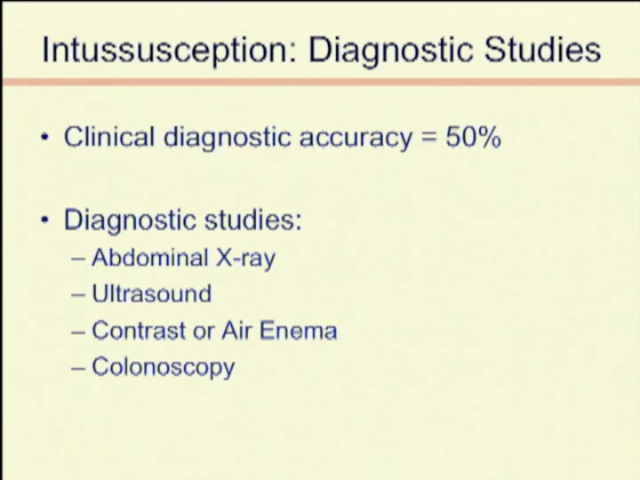 Intussusception: Diagnostic Studies
• Clinical diagnostic accuracy = 50%
• Diagnostic studies:
– Abdominal X-ray
– Ultrasound
– Contrast or Air Enema
– Colonoscopy